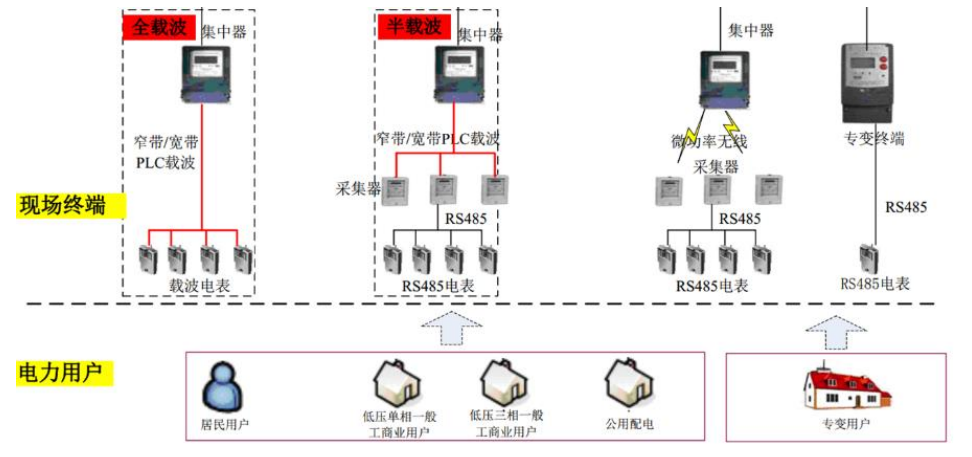 全载波
集中器
半载波
集中器
集中器
窄带/宽带
PLC载波
窄带/宽带PLC载波
微功率无线
专变终端
采集器
采集器
现场终端
RS485
RS485
RS485
载波电表
RS485电表
RS485电表
RS485电表
电力用户
居民用户
低压单相一般
工商业用户
低压三相一般
工商业用户
公用配电
专变用户